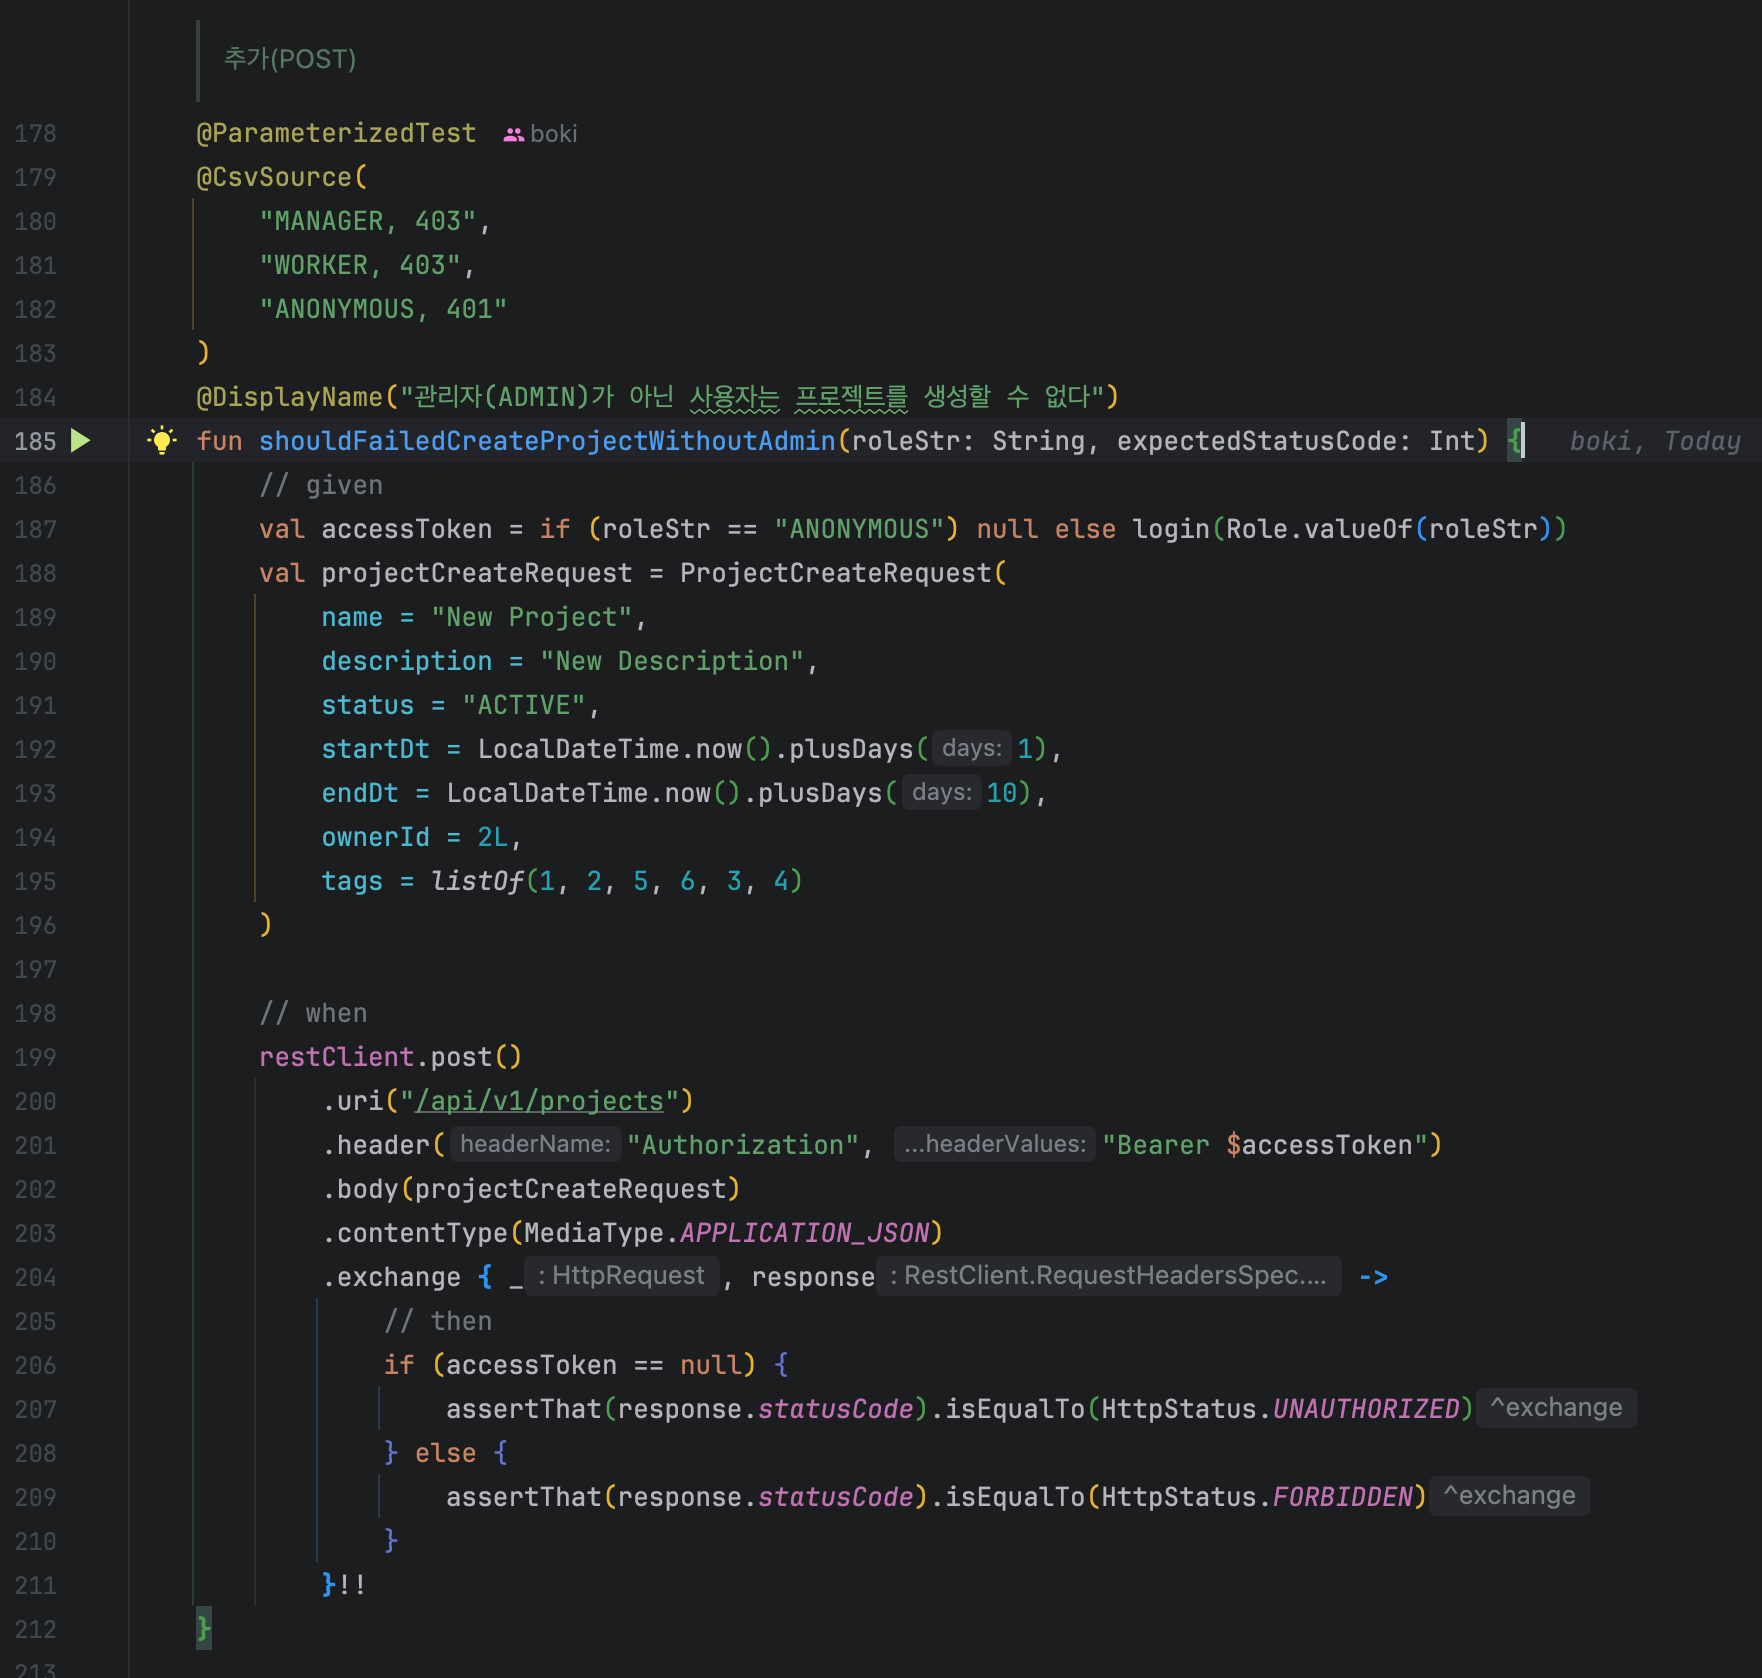 추가(POST)
178 @ParameterizedTest boki
179 @CsvSource(
180 "MANAGER, 403",
181 "WORKER, 403",
182 "ANONYMOUS, 401"
183 )
184 @DisplayName("관리자(ADMIN)가 아닌 사용자는 프로젝트를 생성할 수 없다")
185 fun shouldFailedCreateProjectWithoutAdmin(roleStr: String, expectedStatusCode: Int) { boki, Today
186 // given
187 val accessToken = if (roleStr == "ANONYMOUS") null else login(Role.valueOf(roleStr))
188 val projectCreateRequest = ProjectCreateRequest(
189 name = "New Project",
190 description = "New Description",
191 status = "ACTIVE",
192 startDt = LocalDateTime.now().plusDays( days: 1),
193 endDt = LocalDateTime.now().plusDays( days: 10),
194 ownerId = 2L,
195 tags = listOf(1, 2, 5, 6, 3, 4)
196 )
197
198 // when
199 restClient.post()
200 .uri("/api/v1/projects")
201 .header( headerName: "Authorization", ...headerValues: "Bearer $accessToken")
202 .body(projectCreateRequest)
203 .contentType(MediaType.APPLICATION_JSON)
204 .exchange { _ : HttpRequest , response : RestClient.RequestHeadersSpec.... ->
205 // then
206 if (accessToken == null) {
207 assertThat(response.statusCode).isEqualTo(HttpStatus.UNAUTHORIZED) ^exchange
208 } else {
209 assertThat(response.statusCode).isEqualTo(HttpStatus.FORBIDDEN) ^exchange
210 }
211 }!!
212 }
213